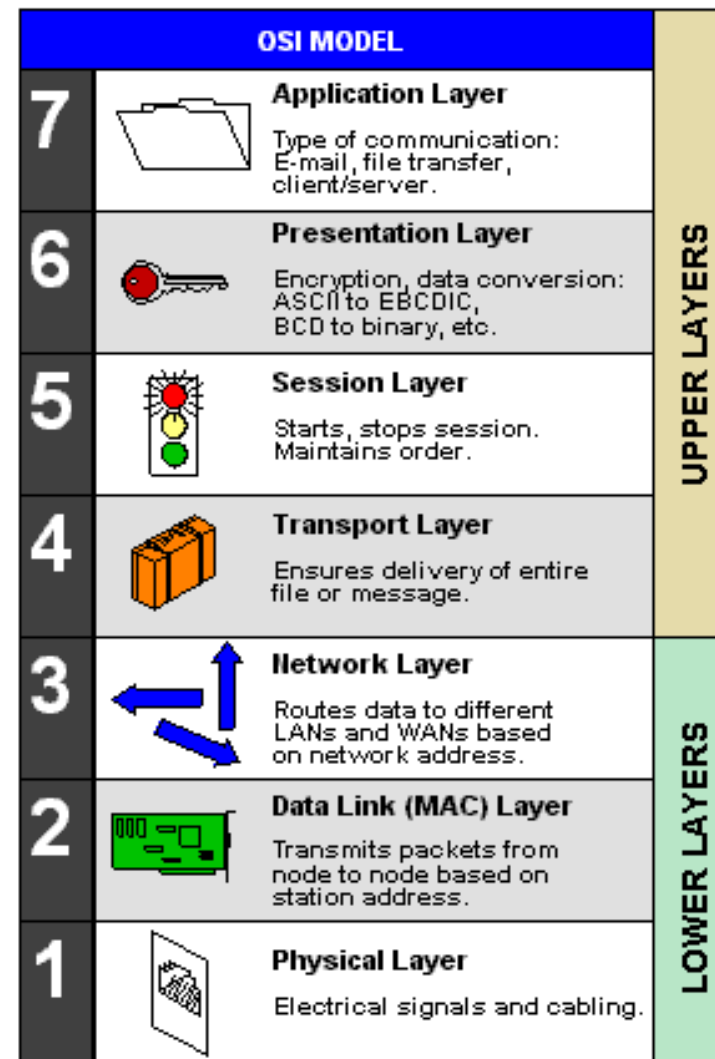 OSI MODEL
7
Application Layer
Type of communication:
E-mail, file transfer,
client/server.
6
Presentation Layer
Encryption, data conversion:
ASCII to EBCDIC,
BCD to binary, etc.
5
Session Layer
Starts, stops session.
Maintains order.
4
Transport Layer
Ensures delivery of entire
file or message.
UPPER LAYERS
3
Network Layer
Routes data to different
LANs and WANs based
on network address.
2
Data Link (MAC) Layer
Transmits packets from
node to node based on
station address.
1
Physical Layer
Electrical signals and cabling.
LOWER LAYERS